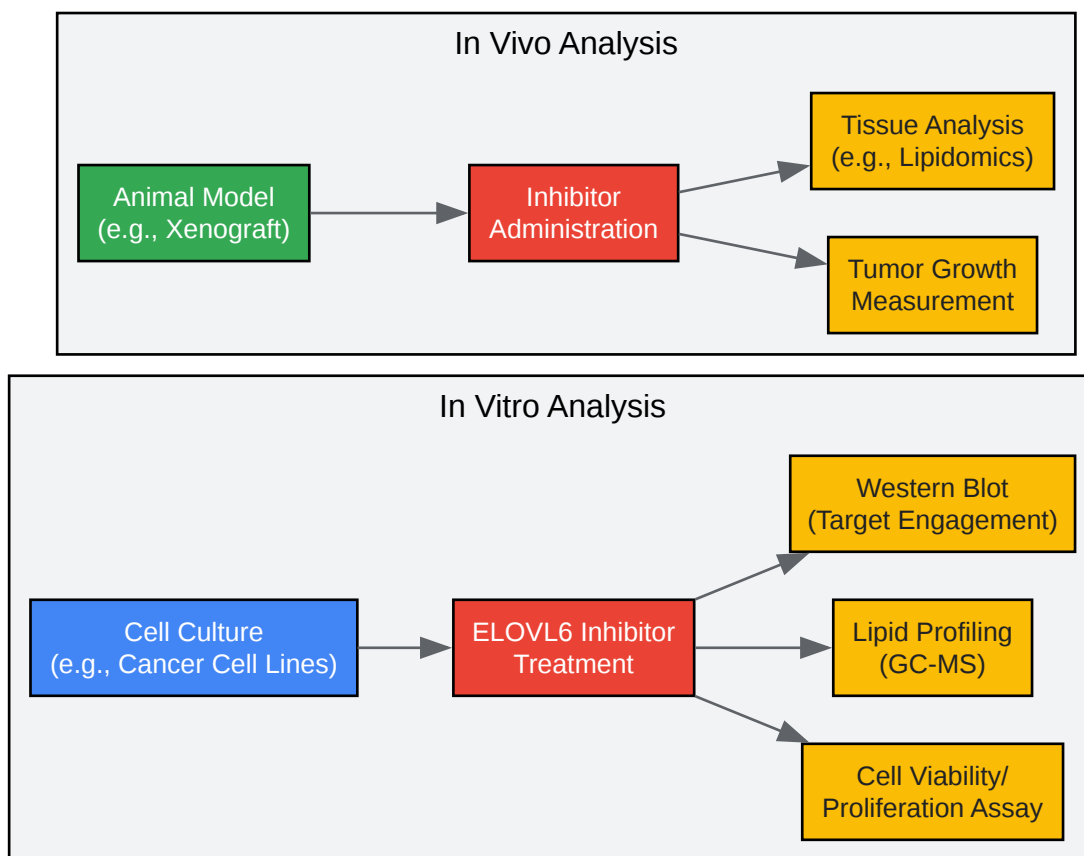 In Vivo Analysis
Animal Model
(e.g., Xenograft)
Inhibitor
Administration
Tissue Analysis
(e.g., Lipidomics)
Tumor Growth
Measurement
In Vitro Analysis
Cell Culture
(e.g., Cancer Cell Lines)
ELOVL6 Inhibitor
Treatment
Western Blot
(Target Engagement)
Lipid Profiling
(GC-MS)
Cell Viability/
Proliferation Assay